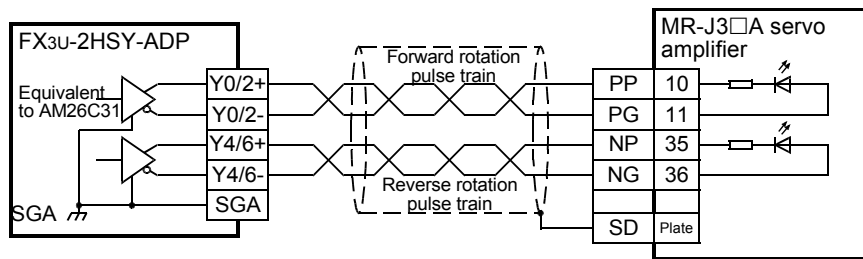 FX3U-2HSY-ADP
Equivalent
to AM26C31
Y0/2+
Y0/2-
Y4/6+
Y4/6-
SGA
SGA
Forward rotation
pulse train
Reverse rotation
pulse train
MR-J3□A servo
amplifier
PP 10
PG 11
NP 35
NG 36
SD Plate